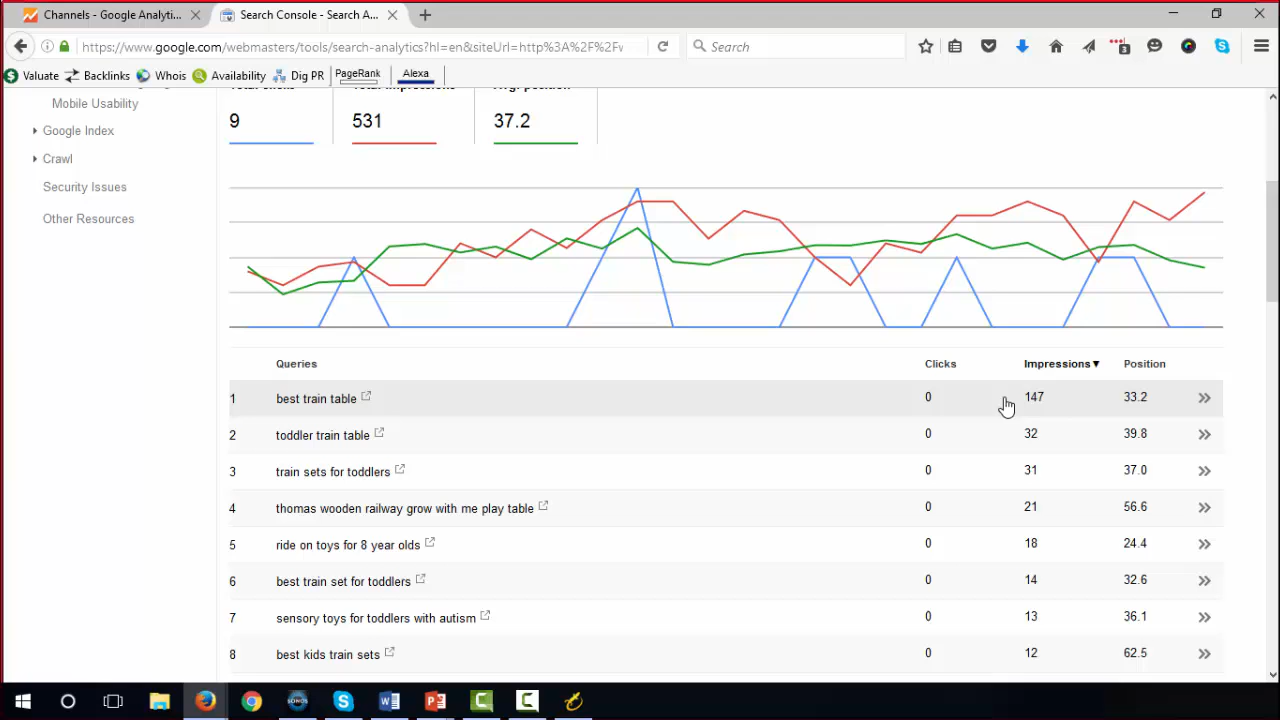 Channels - Google Analyti...
Search Console - Search A...
https://www.google.com/webmasters/tools/search-analytics?hl=en&siteUrl=http%3A%2F%2Fv
Search
3
Valuate Backlinks Whois Availability Dig PR PageRank Alexa
Mobile Usability
Google Index
Crawl
Security Issues
Other Resources
9 531 37.2
Queries Clicks Impressions▼ Position
1 best train table 0 147 33.2
2 toddler train table 0 32 39.8
3 train sets for toddlers 0 31 37.0
4 thomas wooden railway grow with me play table 0 21 56.6
5 ride on toys for 8 year olds 0 18 24.4
6 best train set for toddlers 0 14 32.6
7 sensory toys for toddlers with autism 0 13 36.1
8 best kids train sets 0 12 62.5
SONOS